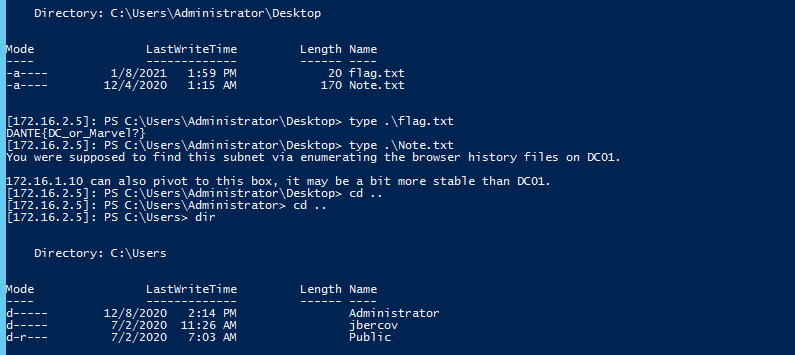 Directory: C:\Users\Administrator\Desktop
Mode                LastWriteTime         Length Name
----                -------------         ------ ----
-a----         1/8/2021   1:59 PM             20 flag.txt
-a----        12/4/2020   1:15 AM            170 Note.txt
[172.16.2.5]: PS C:\Users\Administrator\Desktop> type .\flag.txt
DANTE{DC_or_Marvel?}
[172.16.2.5]: PS C:\Users\Administrator\Desktop> type .\Note.txt
You were supposed to find this subnet via enumerating the browser history files on DC01.
172.16.1.10 can also pivot to this box, it may be a bit more stable than DC01.
[172.16.2.5]: PS C:\Users\Administrator\Desktop> cd ..
[172.16.2.5]: PS C:\Users\Administrator> cd ..
[172.16.2.5]: PS C:\Users> dir
Directory: C:\Users
Mode                LastWriteTime         Length Name
----                -------------         ------ ----
d-----        12/8/2020   2:14 PM                Administrator
d-----         7/2/2020  11:26 AM                jbercov
d-r---         7/2/2020   7:03 AM                Public